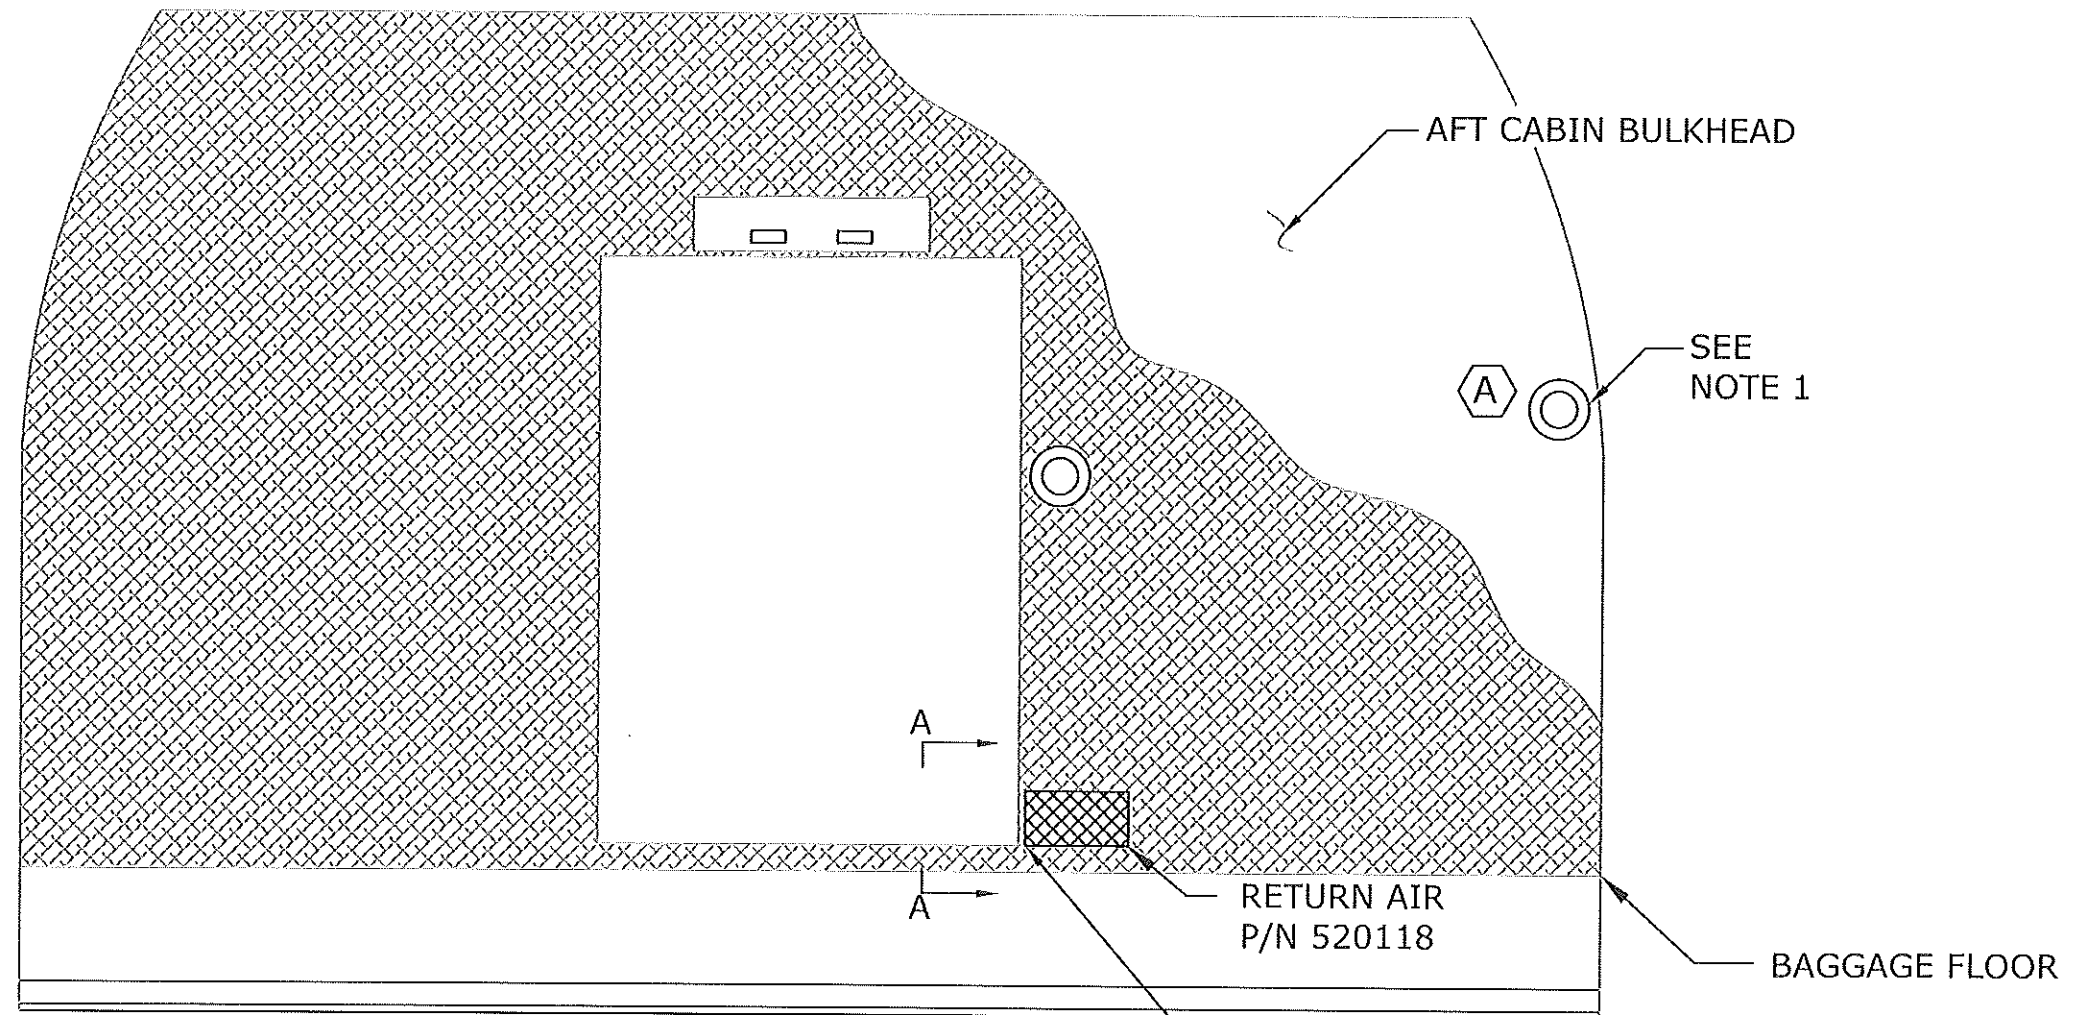 AFT CABIN BULKHEAD
SEE
NOTE 1
A
A
A
RETURN AIR
P/N 520118
BAGGAGE FLOOR